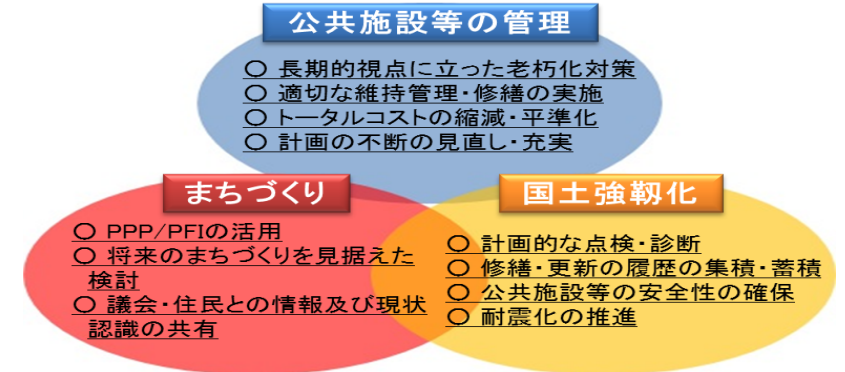 公共施設等の管理
〇 長期的視点に立った老朽化対策
〇 適切な維持管理・修繕の実施
〇 トータルコストの縮減・平準化
〇 計画の不断の見直し・充実
まちづくり
〇 PPP/PFIの活用
〇 将来のまちづくりを見据えた
検討
〇 議会・住民との情報及び現状
認識の共有
国土強靱化
〇 計画的な点検・診断
〇 修繕・更新の履歴の集積・蓄積
〇 公共施設等の安全性の確保
〇 耐震化の推進